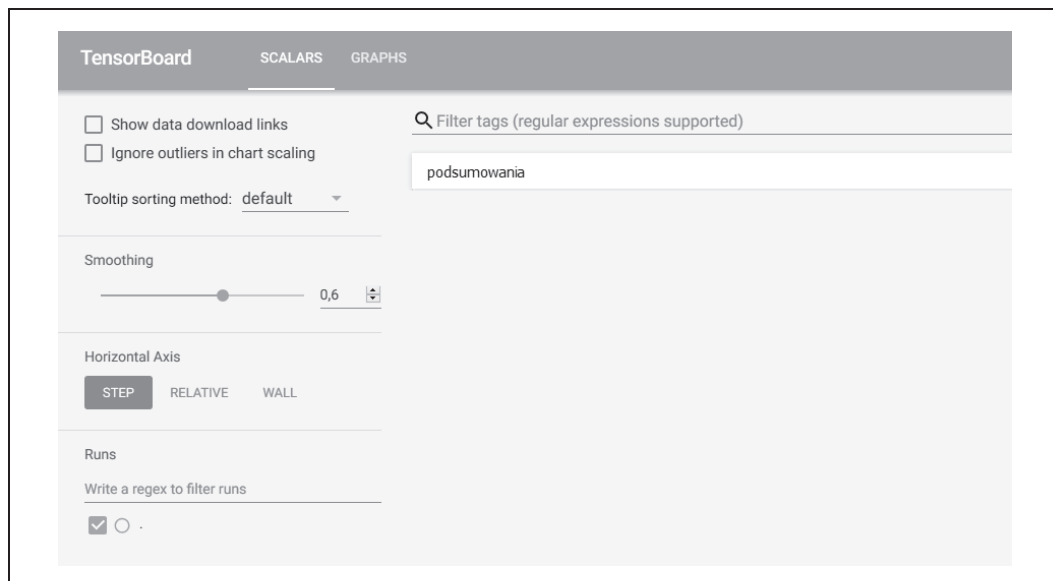 TensorBoard SCALARS GRAPHS
Show data download links
Ignore outliers in chart scaling
Tooltip sorting method: default
Smoothing
0,6
Horizontal Axis
STEP RELATIVE WALL
Runs
Write a regex to filter runs
.
Filter tags (regular expressions supported)
podsumowania